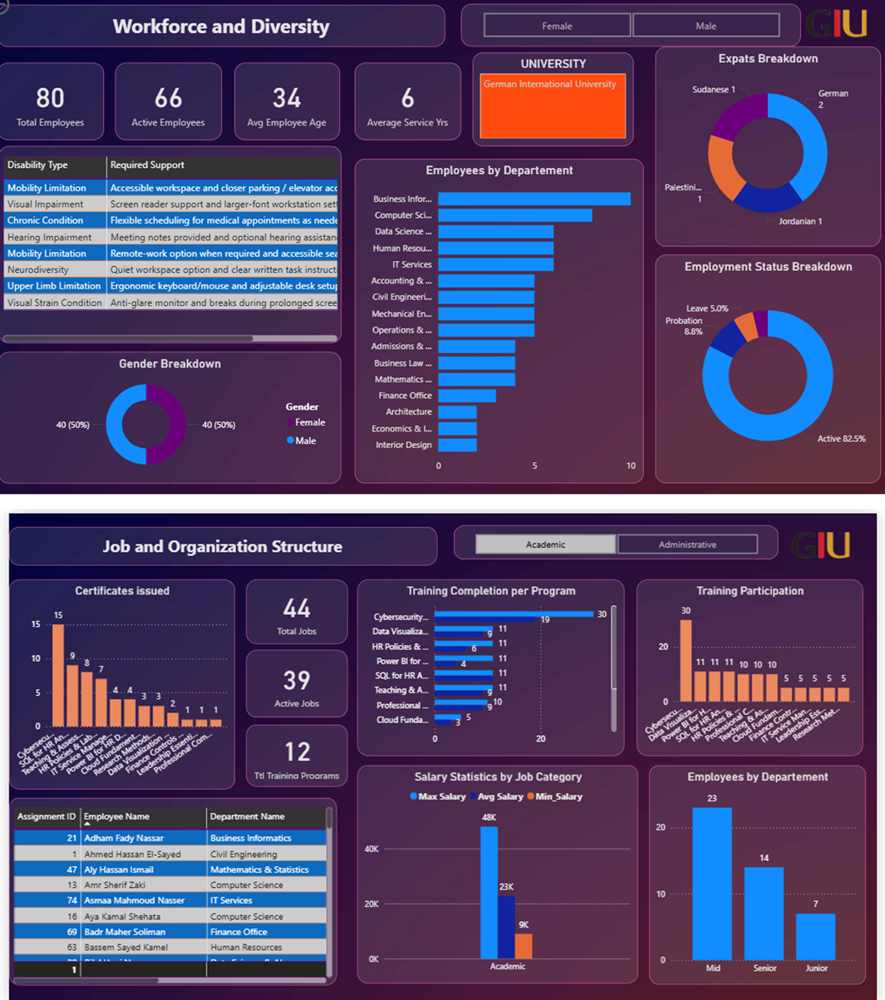 Workforce and Diversity
Female
Male
GIU
80
Total Employees
66
Active Employees
34
Avg Employee Age
6
Average Service Yrs
UNIVERSITY
German International University
Expats Breakdown
Sudanese 1
German
2
Palestini...
1
Jordanian 1
Disability Type Required Support
Mobility Limitation Accessible workspace and closer parking / elevator acc
Visual Impairment Screen reader support and larger-font workstation sett
Chronic Condition Flexible scheduling for medical appointments as neede
Hearing Impairment Meeting notes provided and optional hearing assistan
Mobility Limitation Remote-work option when required and accessible sea
Neurodiversity Quiet workspace option and clear written task instructi
Upper Limb Limitation Ergonomic keyboard/mouse and adjustable desk setup
Visual Strain Condition Anti-glare monitor and breaks during prolonged scree
Employees by Departement
Business Infor...
Computer Sci...
Data Science ...
Human Resou...
IT Services
Accounting & ...
Civil Engineeri...
Mechanical En...
Operations & ...
Admissions & ...
Business Law ...
Mathematics ...
Finance Office
Architecture
Economics & I...
Interior Design
0 5 10
Employment Status Breakdown
Leave 5.0%
Probation
8.8%
Active 82.5%
Gender Breakdown
40 (50%)
40 (50%)
Gender
Female
Male
Job and Organization Structure
Academic
Administrative
GIU
Certificates issued
15
10
5
0
15 9 8 7 4 4 3 3 2 1 1 1
Cybersecu...
SQL for HR An...
Teaching & Assess...
HR Policies & Lab...
IT Service Manage...
Power BI for HR D...
Cloud Fundament...
Research Methods...
Data Visualization ...
Finance Controls ...
Leadership Essenti...
Professional Com...
44
Total Jobs
39
Active Jobs
12
Ttl Training Programs
Training Completion per Program
Cybersecurity... 30 19
Data Visualiza... 11 9
HR Policies & ... 11 6
Power BI for ... 11 4
SQL for HR A... 11
Teaching & A... 11 9
Professional ... 10 9
Cloud Funda... 5 3
0 20
Training Participation
20
0
30 11 11 11 10 10 10 5 5 5 5 5
Cybersecu...
Data Visualiza...
Power BI for H...
SQL for HR An...
HR Policies & ...
Professional C...
Teaching & As...
Cloud Fundam...
Finance Contr...
IT Service Man...
Leadership Ess...
Research Met...
Assignment ID Employee Name Department Name
21 Adham Fady Nassar Business Informatics
1 Ahmed Hassan El-Sayed Civil Engineering
47 Aly Hassan Ismail Mathematics & Statistics
13 Amr Sherif Zaki Computer Science
74 Asmaa Mahmoud Nasser IT Services
16 Aya Kamal Shehata Computer Science
69 Badr Maher Soliman Finance Office
63 Bassem Sayed Kamel Human Resources
1
Salary Statistics by Job Category
Max Salary Avg Salary Min_Salary
40K
20K
0K
48K
23K
9K
Academic
Employees by Departement
20
10
0
23
14
7
Mid Senior Junior